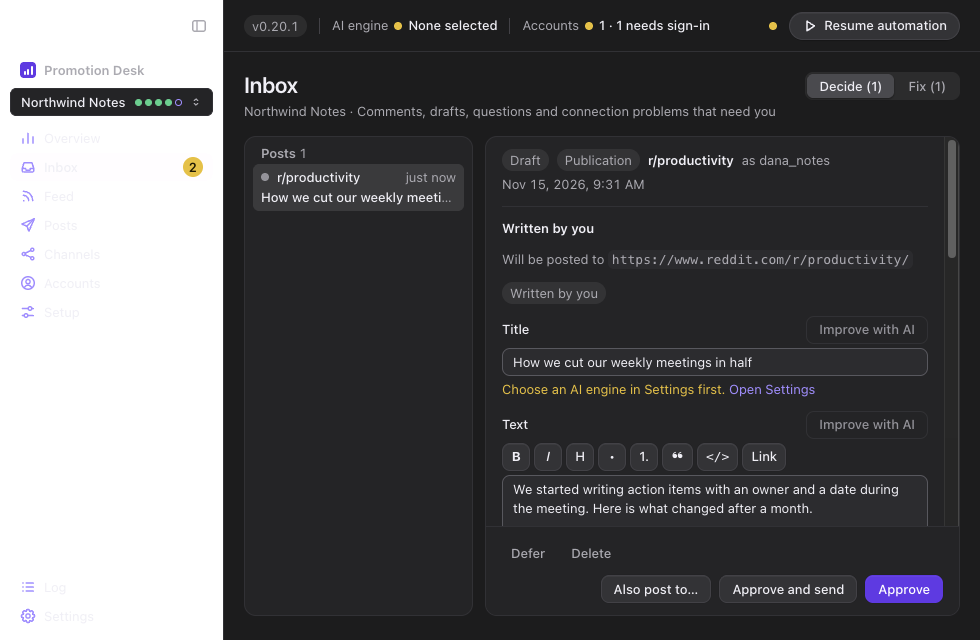 v0.20.1
AI engine None selected
Accounts 1 · 1 needs sign-in
Resume automation
Promotion Desk
Northwind Notes
Overview
Inbox 2
Feed
Posts
Channels
Accounts
Setup
Log
Settings
Inbox
Northwind Notes · Comments, drafts, questions and connection problems that need you
Decide (1)
Fix (1)
Posts 1
r/productivity just now
How we cut our weekly meeti…
Draft Publication r/productivity as dana_notes
Nov 15, 2026, 9:31 AM
Written by you
Will be posted to https://www.reddit.com/r/productivity/
Written by you
Title
Improve with AI
How we cut our weekly meetings in half
Choose an AI engine in Settings first. Open Settings
Text
Improve with AI
B I H • 1. ❝ </> Link
We started writing action items with an owner and a date during
the meeting. Here is what changed after a month.
Defer
Delete
Also post to...
Approve and send
Approve